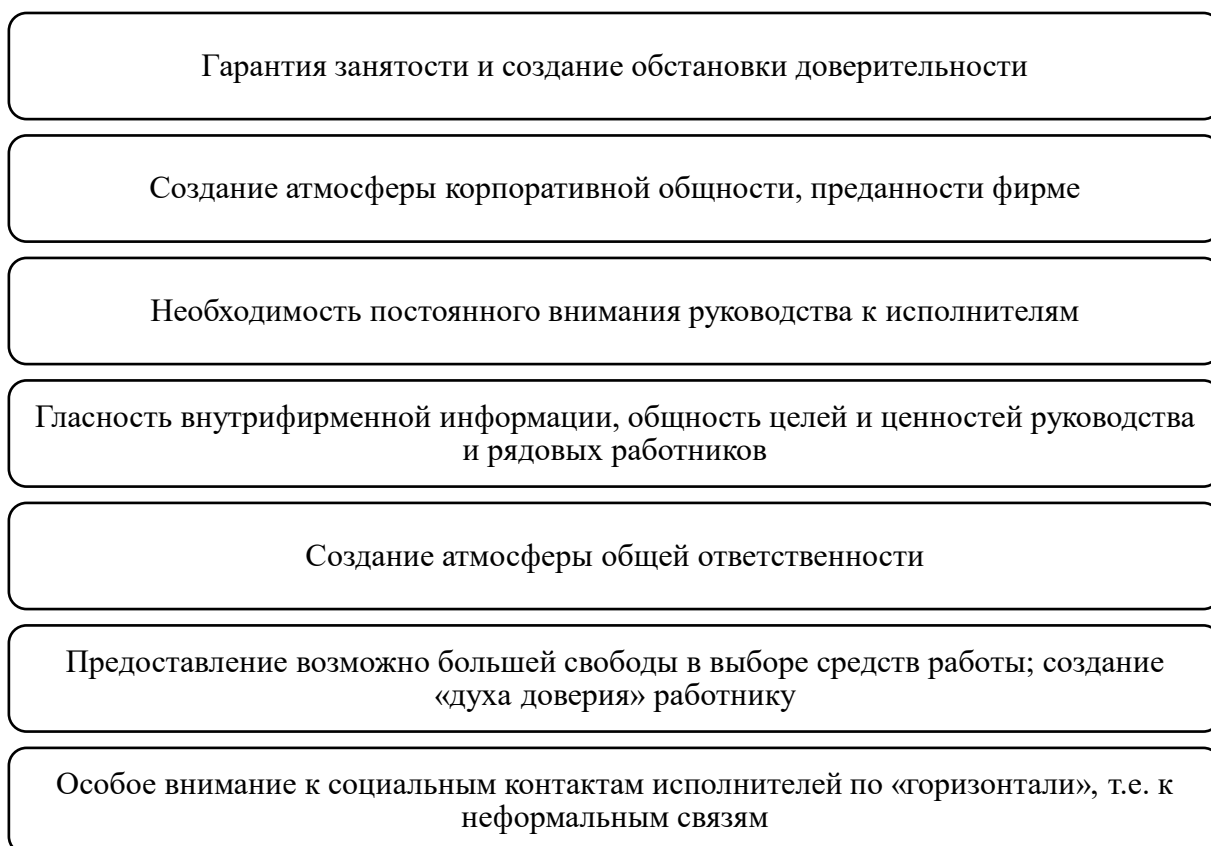 Гарантия занятости и создание обстановки доверительности
Создание атмосферы корпоративной общности, преданности фирме
Необходимость постоянного внимания руководства к исполнителям
Гласность внутрифирменной информации, общность целей и ценностей руководства
и рядовых работников
Создание атмосферы общей ответственности
Предоставление возможно большей свободы в выборе средств работы; создание
«духа доверия» работнику
Особое внимание к социальным контактам исполнителей по «горизонтали», т.е. к
неформальным связям